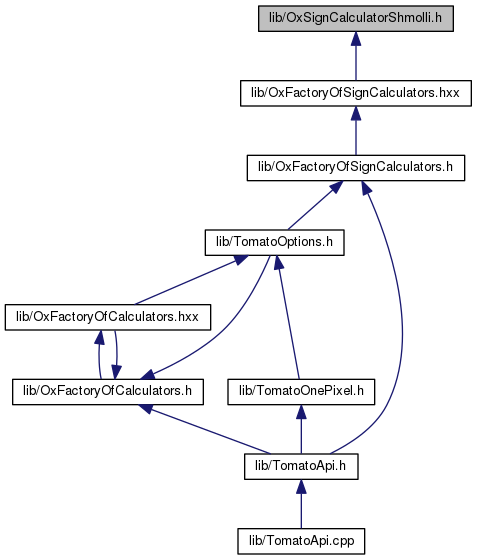 lib/OxSignCalculatorShmolli.h
lib/OxFactoryOfSignCalculators.hxx
lib/OxFactoryOfSignCalculators.h
lib/TomatoOptions.h
lib/OxFactoryOfCalculators.hxx
lib/OxFactoryOfCalculators.h
lib/TomatoOnePixel.h
lib/TomatoApi.h
lib/TomatoApi.cpp